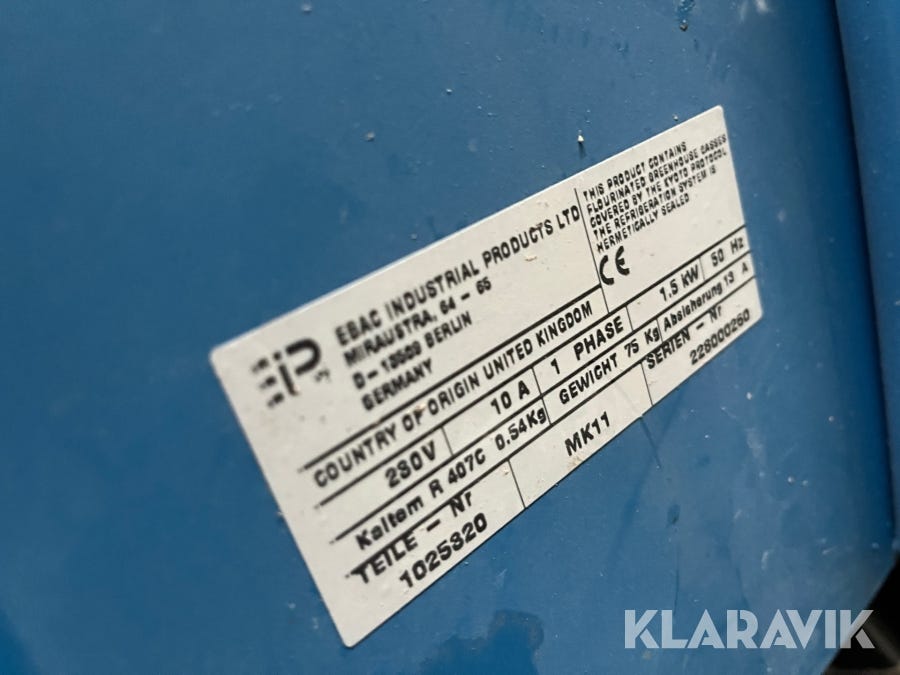 EIP
EBAC INDUSTRIAL PRODUCTS LTD
MIRAUSTRA, 64 - 65
D-13509 BERLIN
GERMANY
THIS PRODUCT CONTAINS
FLOURINATED GREENHOUSE GASSES
COVERED BY THE KYOTO PROTOCOL
THE REFRIGERATION SYSTEM IS
HERMETICALLY SEALED
CE
COUNTRY OF ORIGIN UNITED KINGDOM
230V 10 A 1 PHASE 1.5 kW 50 Hz
Kaltem R 407C 0.54Kg GEWICHT 75 Kg Absicherung 13 A
TEILE - Nr MK11 SERIEN - Nr
1025320 226000260
KLARAVIK